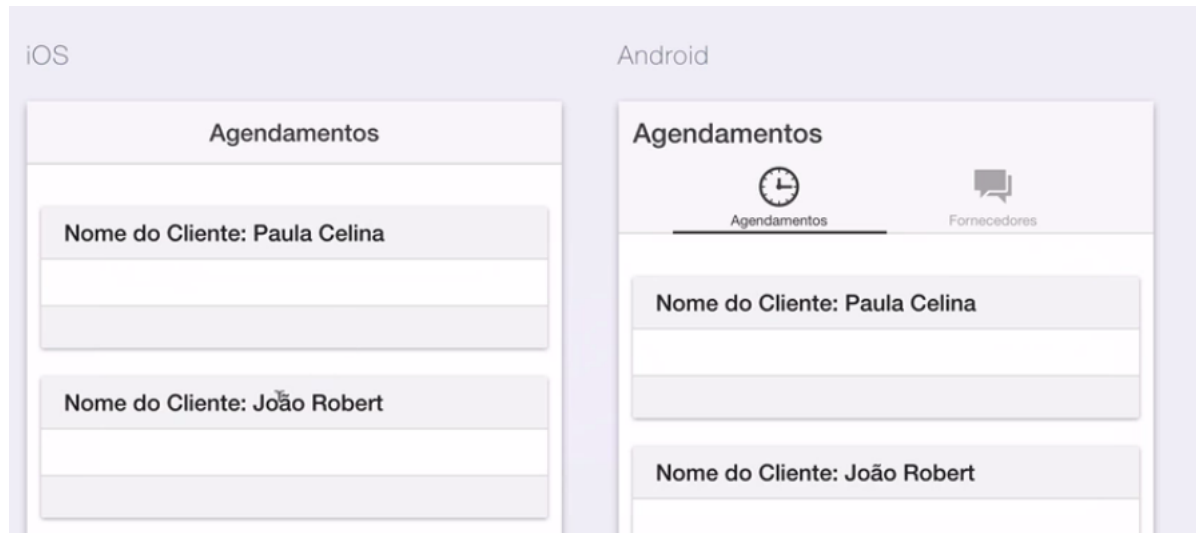 iOS
Agendamentos
Nome do Cliente: Paula Celina
Nome do Cliente: João Robert
Android
Agendamentos
Agendamentos
Fornecedores
Nome do Cliente: Paula Celina
Nome do Cliente: João Robert